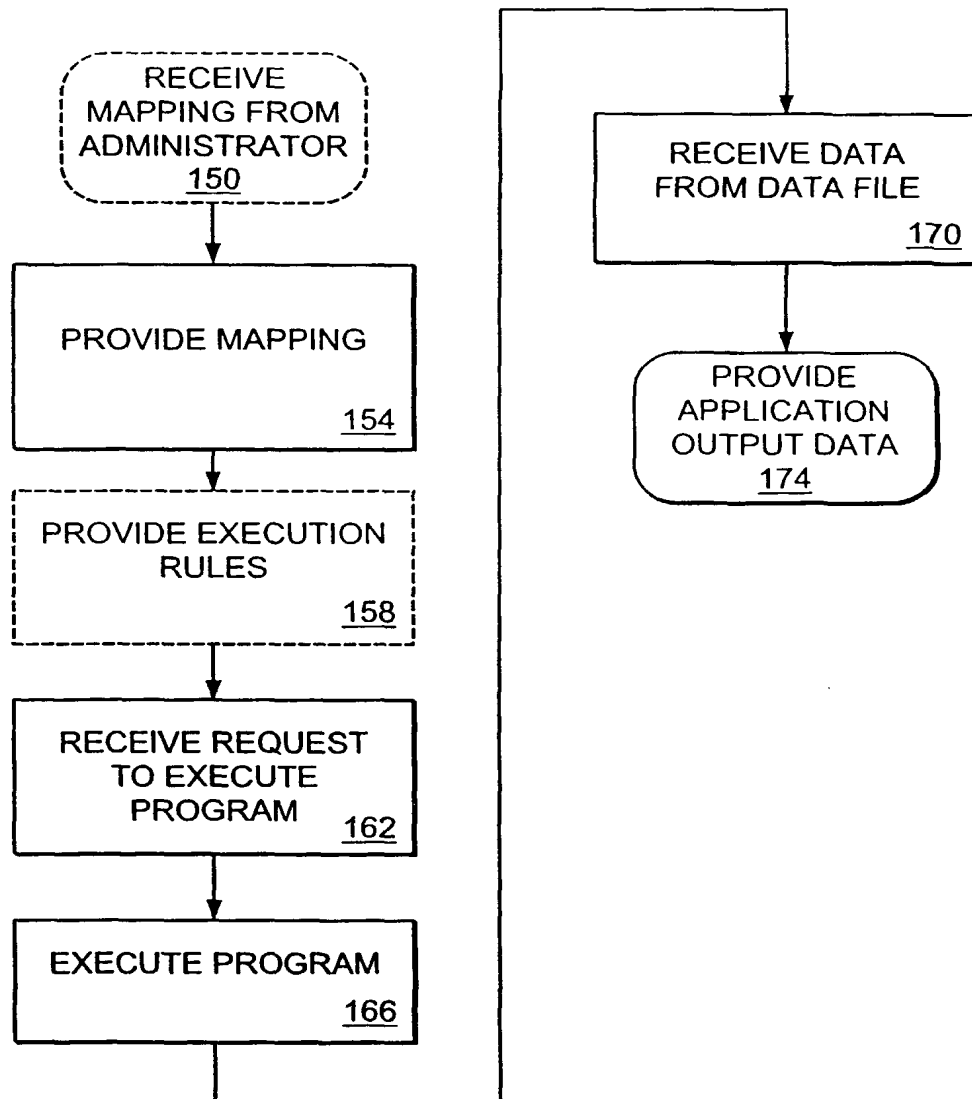 RECEIVE
MAPPING FROM
ADMINISTRATOR
150
PROVIDE MAPPING
154
PROVIDE EXECUTION
RULES
158
RECEIVE REQUEST
TO EXECUTE
PROGRAM
162
EXECUTE PROGRAM
166
RECEIVE DATA
FROM DATA FILE
170
PROVIDE
APPLICATION
OUTPUT DATA
174